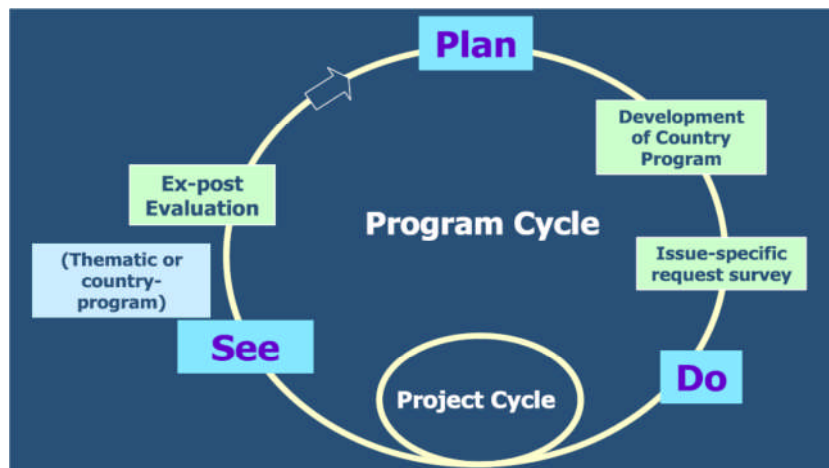 Plan
Development
of Country
Program
Ex-post
Evaluation
Program Cycle
(Thematic or
country-
program)
Issue-specific
request survey
See
Do
Project Cycle